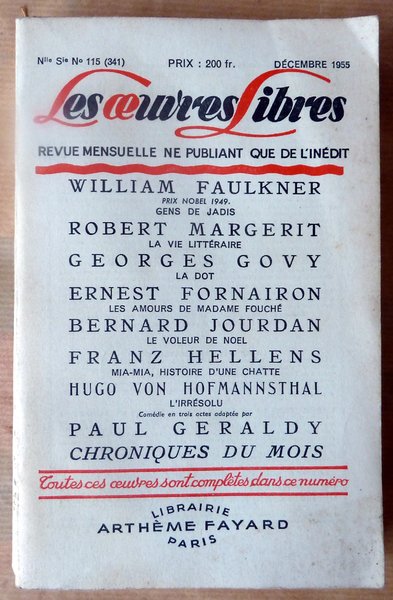 Nlle Sie No 115 (341) PRIX : 200 fr. DÉCEMBRE 1955
Les œuvres Libres
REVUE MENSUELLE NE PUBLIANT QUE DE L'INÉDIT
WILLIAM FAULKNER
PRIX NOBEL 1949.
GENS DE JADIS
ROBERT MARGERIT
LA VIE LITTÉRAIRE
GEORGES GOVY
LA DOT
ERNEST FORNAIRON
LES AMOURS DE MADAME FOUCHÉ
BERNARD JOURDAN
LE VOLEUR DE NOEL
FRANZ HELLENS
MIA-MIA, HISTOIRE D'UNE CHATTE
HUGO VON HOFMANNSTHAL
L'IRRÉSOLU
Comédie en trois actes adaptée par
PAUL GERALDY
CHRONIQUES DU MOIS
Toutes ces œuvres sont complètes dans ce numéro
LIBRAIRIE
ARTHÈME FAYARD
PARIS